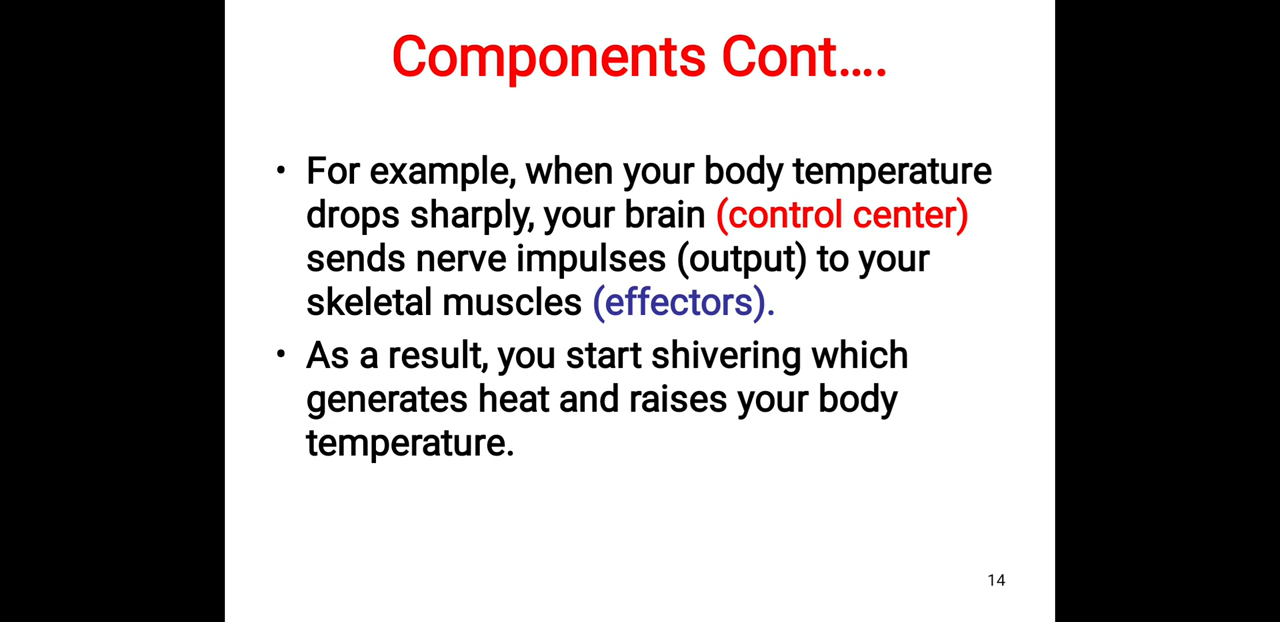 Components Cont....
• For example, when your body temperature
drops sharply, your brain (control center)
sends nerve impulses (output) to your
skeletal muscles (effectors).
• As a result, you start shivering which
generates heat and raises your body
temperature.
14